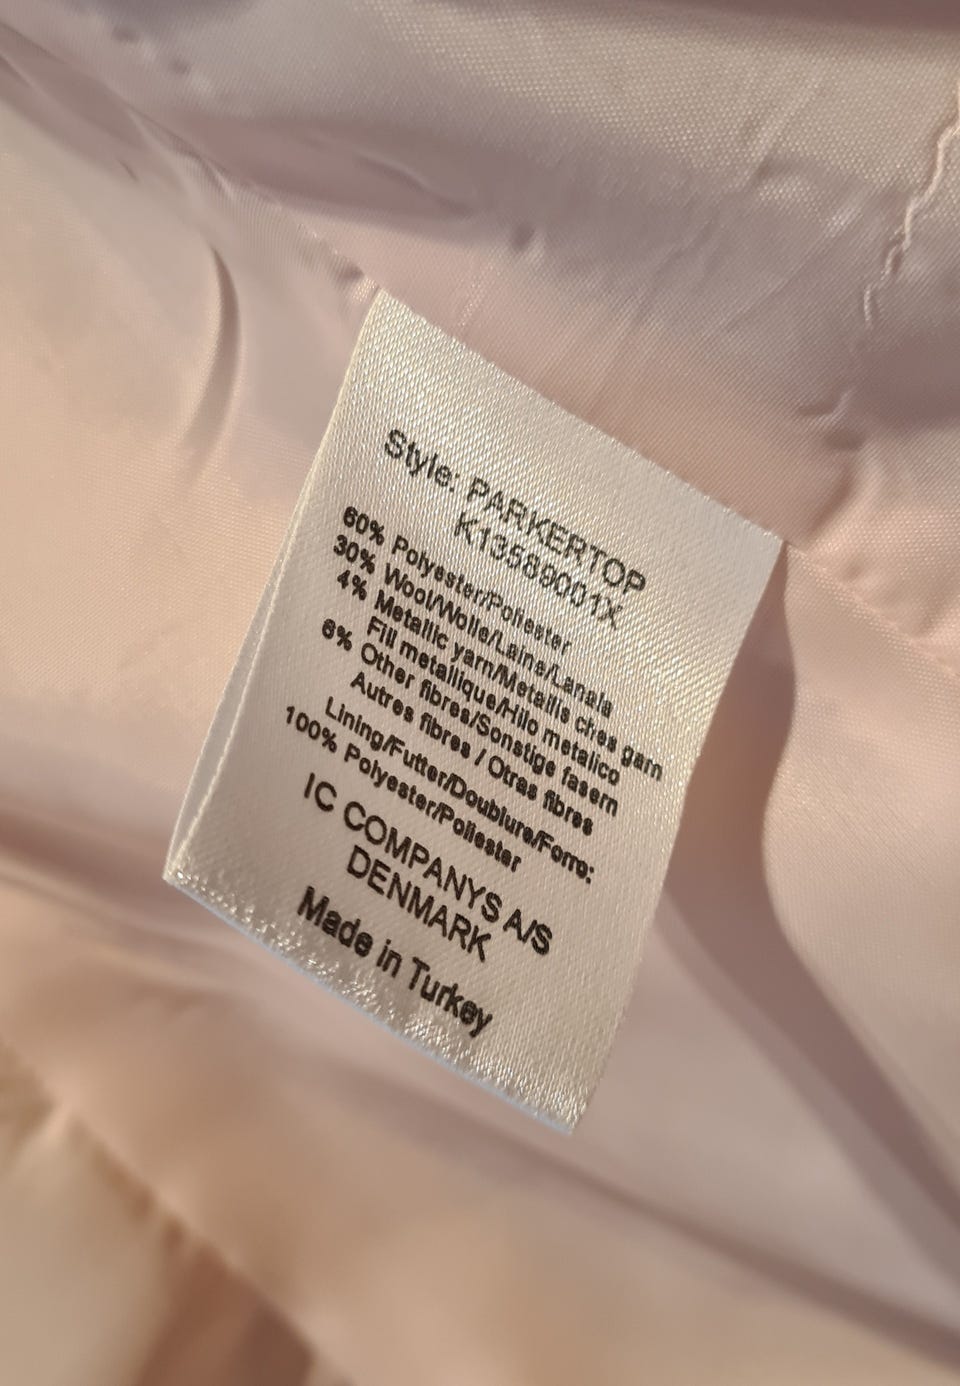 Style: PARKERTOP
K13589001X
60% Polyester/Poliester
30% Wool/Wolle/Laine/Lanala
4% Metallic yarn/Metallis ches garn
Fill metallique/Hilo metalico
6% Other fibres/Sonstige fasern
Autres fibres / Otras fibres
Lining/Futter/Doublure/Forro:
100% Polyester/Poliester
IC COMPANYS A/S
DENMARK
Made in Turkey